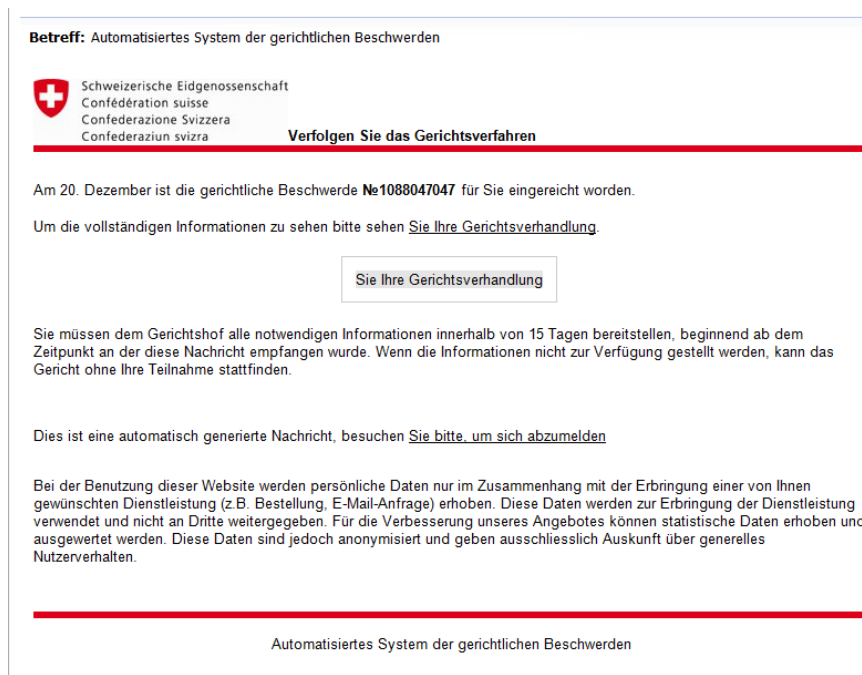 Betreff: Automatisiertes System der gerichtlichen Beschwerden
Schweizerische Eidgenossenschaft
Confédération suisse
Confederazione Svizzera
Confederaziun svizra
Verfolgen Sie das Gerichtsverfahren
Am 20. Dezember ist die gerichtliche Beschwerde №1088047047 für Sie eingereicht worden.
Um die vollständigen Informationen zu sehen bitte sehen Sie Ihre Gerichtsverhandlung.
Sie Ihre Gerichtsverhandlung
Sie müssen dem Gerichtshof alle notwendigen Informationen innerhalb von 15 Tagen bereitstellen, beginnend ab dem
Zeitpunkt an der diese Nachricht empfangen wurde. Wenn die Informationen nicht zur Verfügung gestellt werden, kann das
Gericht ohne Ihre Teilnahme stattfinden.
Dies ist eine automatisch generierte Nachricht, besuchen Sie bitte, um sich abzumelden
Bei der Benutzung dieser Website werden persönliche Daten nur im Zusammenhang mit der Erbringung einer von Ihnen
gewünschten Dienstleistung (z.B. Bestellung, E-Mail-Anfrage) erhoben. Diese Daten werden zur Erbringung der Dienstleistung
verwendet und nicht an Dritte weitergegeben. Für die Verbesserung unseres Angebotes können statistische Daten erhoben und
ausgewertet werden. Diese Daten sind jedoch anonymisiert und geben ausschliesslich Auskunft über generelles
Nutzerverhalten.
Automatisiertes System der gerichtlichen Beschwerden